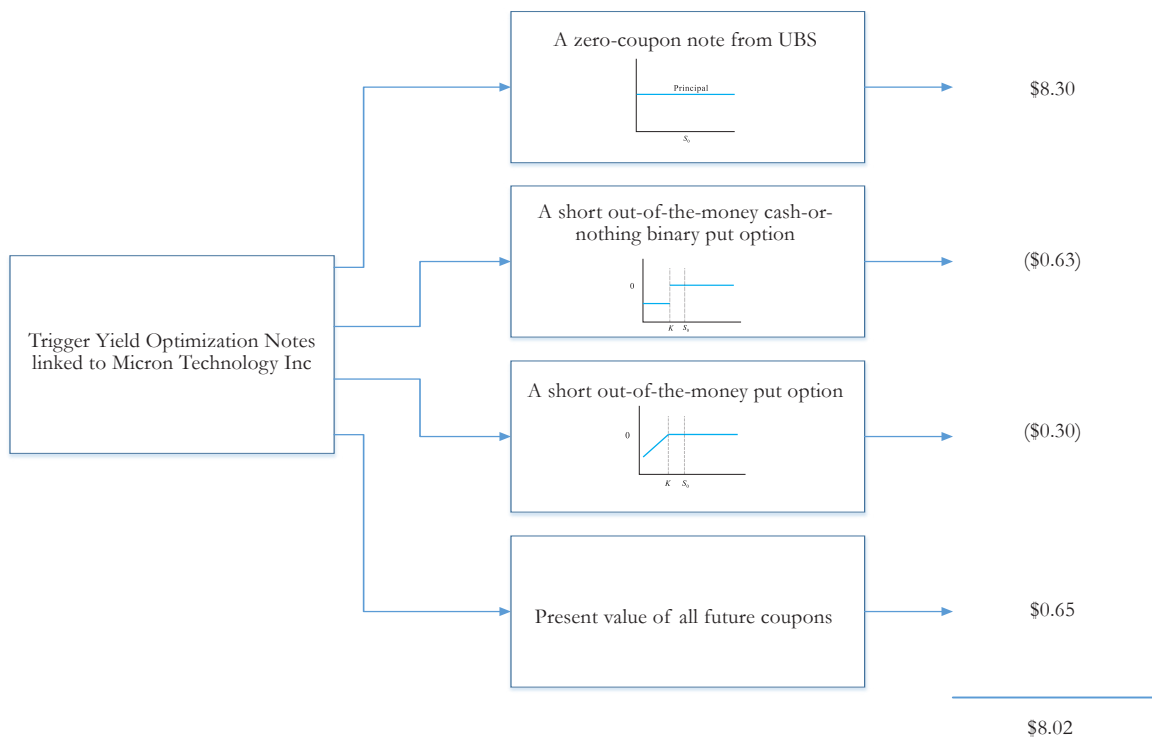 A zero-coupon note from UBS
Principal
S₀
$8.30
A short out-of-the-money cash-or-
nothing binary put option
0
K S₀
($0.63)
Trigger Yield Optimization Notes
linked to Micron Technology Inc
A short out-of-the-money put option
0
K S₀
($0.30)
Present value of all future coupons
$0.65
$8.02